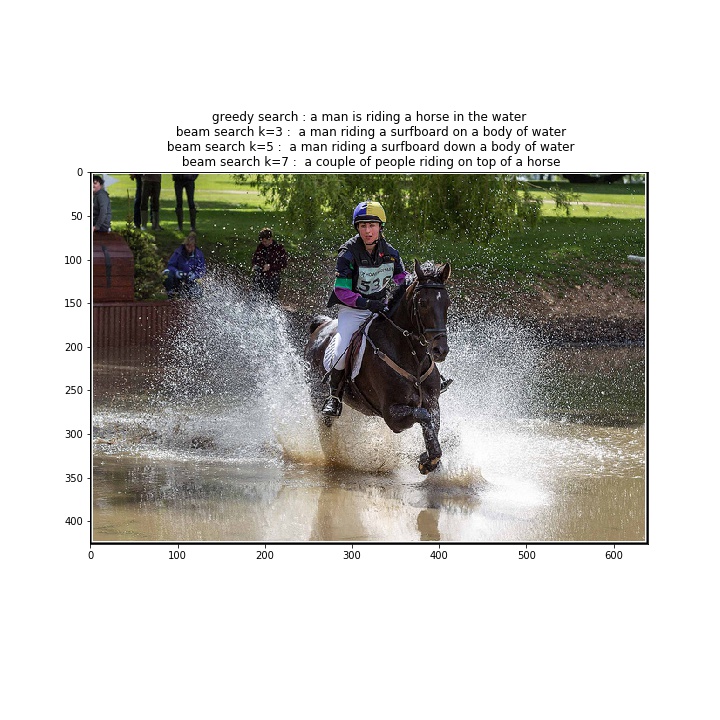 greedy search : a man is riding a horse in the water
beam search k=3 :  a man riding a surfboard on a body of water
beam search k=5 :  a man riding a surfboard down a body of water
beam search k=7 :  a couple of people riding on top of a horse
0
50
100
150
200
250
300
350
400
0 100 200 300 400 500 600